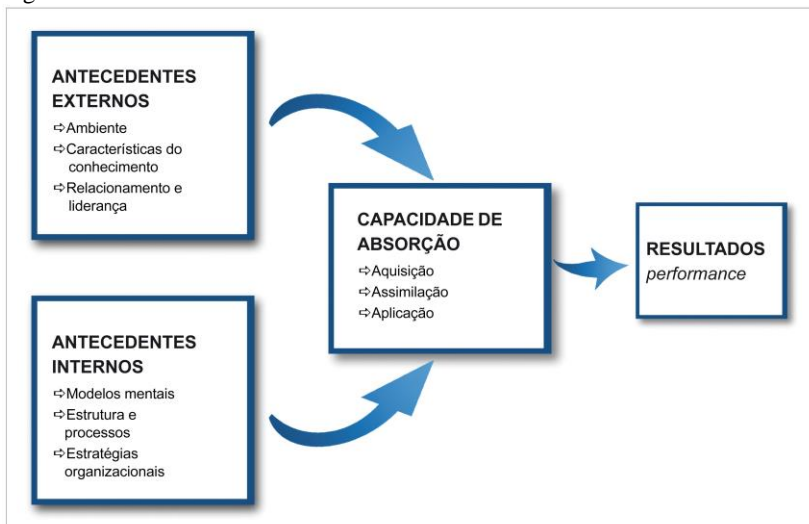 ANTECEDENTES
EXTERNOS
⇨Ambiente
⇨Características do
conhecimento
⇨Relacionamento e
liderança
ANTECEDENTES
INTERNOS
⇨Modelos mentais
⇨Estrutura e
processos
⇨Estratégias
organizacionais
CAPACIDADE DE
ABSORÇÃO
⇨Aquisição
⇨Assimilação
⇨Aplicação
RESULTADOS
performance